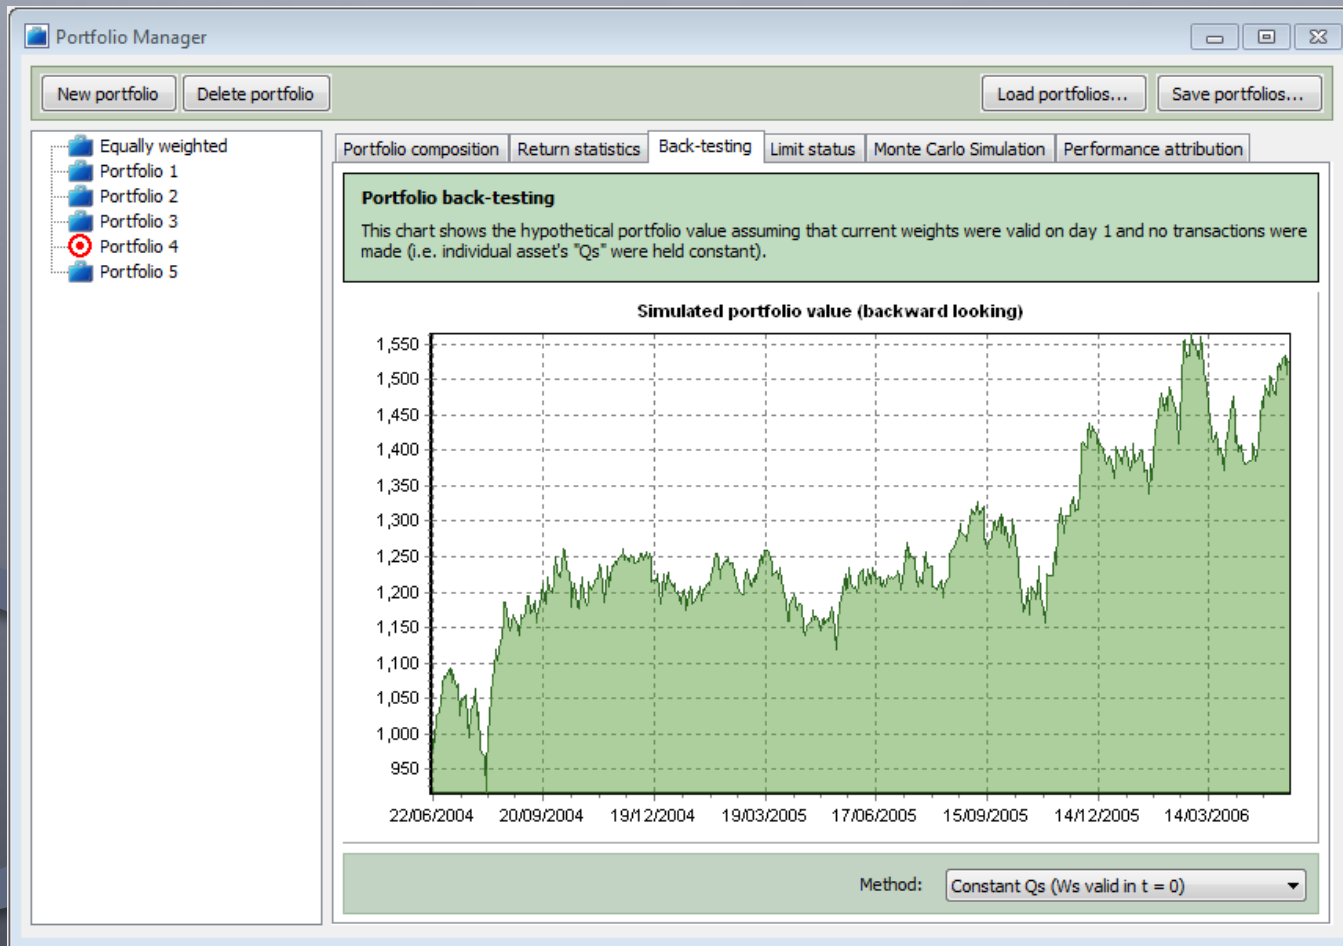 Portfolio Manager
New portfolio
Delete portfolio
Load portfolios...
Save portfolios...
Equally weighted
Portfolio 1
Portfolio 2
Portfolio 3
Portfolio 4
Portfolio 5
Portfolio composition
Return statistics
Back-testing
Limit status
Monte Carlo Simulation
Performance attribution
Portfolio back-testing
This chart shows the hypothetical portfolio value assuming that current weights were valid on day 1 and no transactions were
made (i.e. individual asset's "Qs" were held constant).
Simulated portfolio value (backward looking)
1,550
1,500
1,450
1,400
1,350
1,300
1,250
1,200
1,150
1,100
1,050
1,000
950
22/06/2004
20/09/2004
19/12/2004
19/03/2005
17/06/2005
15/09/2005
14/12/2005
14/03/2006
Method:
Constant Qs (Ws valid in t = 0)